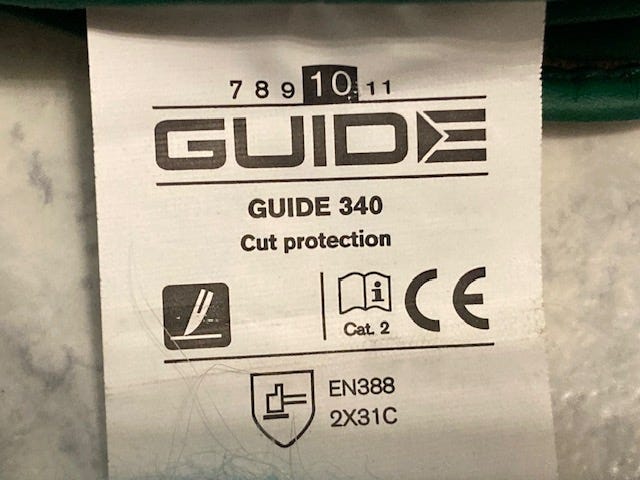 7 8 9 10 11
GUIDE
GUIDE 340
Cut protection
i
Cat. 2
CE
EN388
2X31C